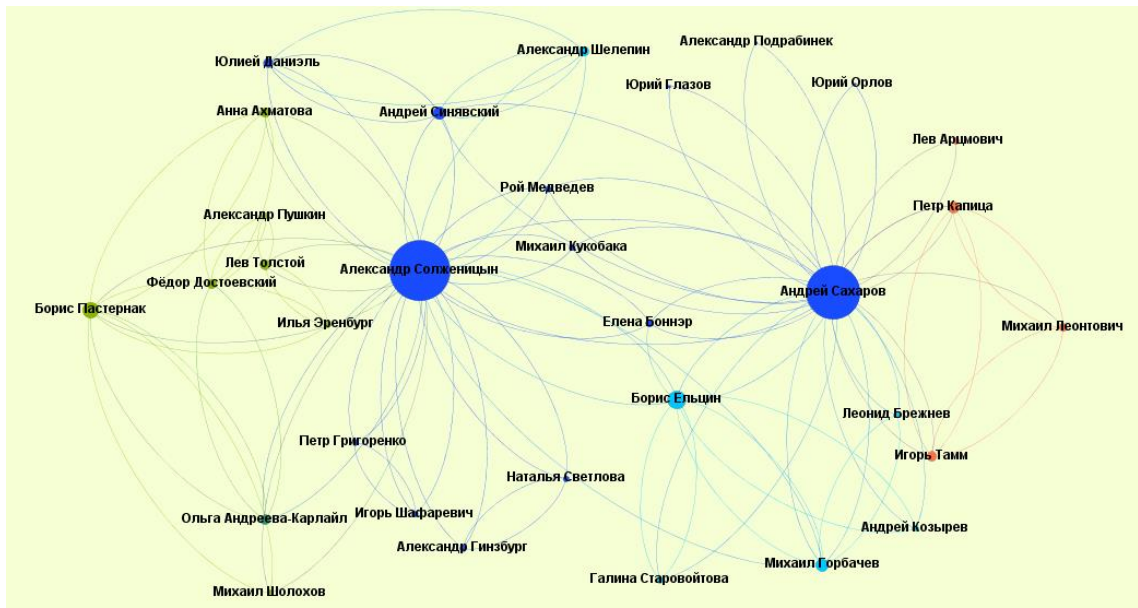 Александр Подрабинек
Александр Шелепин
Юлией Даниэль
Юрий Глазов
Юрий Орлов
Анна Ахматова
Андрей Синявский
Лев Арцмович
Рой Медведев
Петр Капица
Александр Пушкин
Михаил Кукобака
Лев Толстой
Александр Солженицын
Фёдор Достоевский
Андрей Сахаров
Борис Пастернак
Илья Эренбург
Елена Боннэр
Михаил Леонтович
Борис Ельцин
Леонид Брежнев
Петр Григоренко
Игорь Тамм
Наталья Светлова
Игорь Шафаревич
Ольга Андреева-Карлайл
Андрей Козырев
Александр Гинзбург
Михаил Горбачев
Галина Старовойтова
Михаил Шолохов